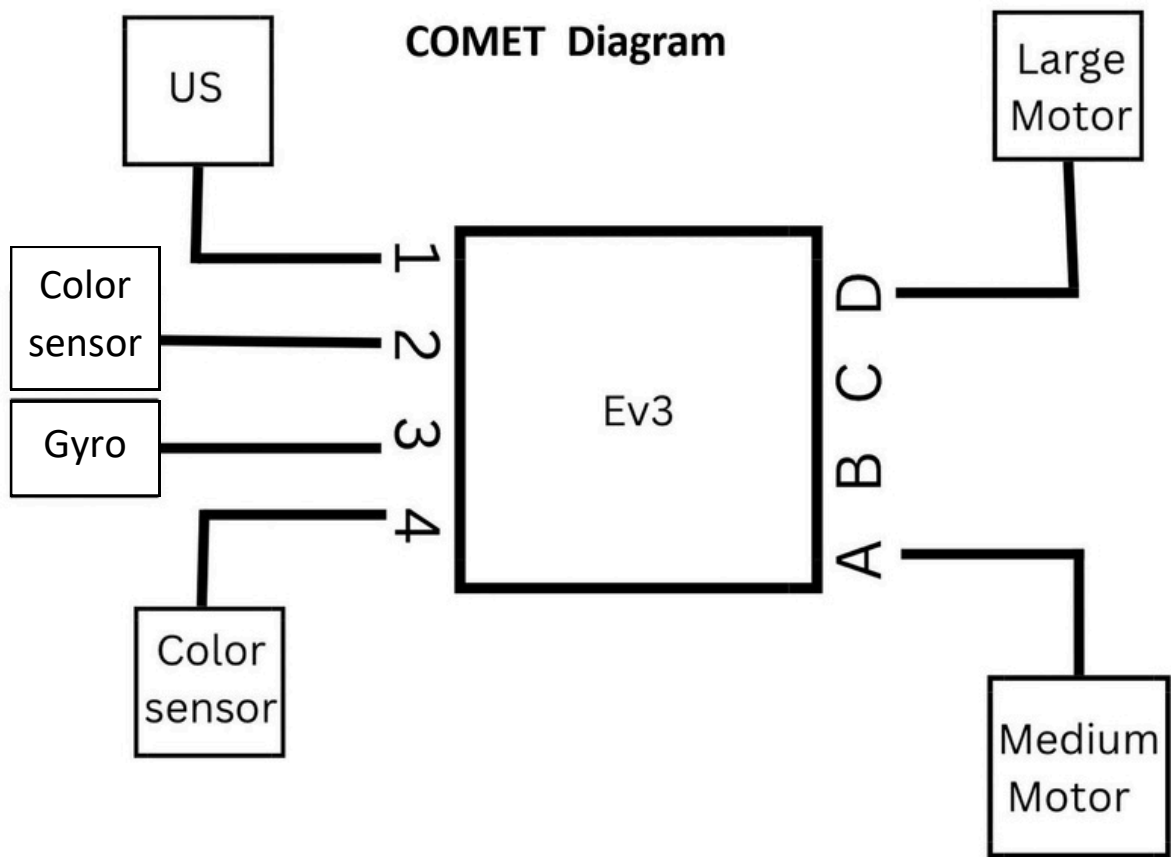 COMET Diagram
US
Large
Motor
1
Color
sensor
2
D
C
Ev3
Gyro
3
B
4
A
Color
sensor
Medium
Motor